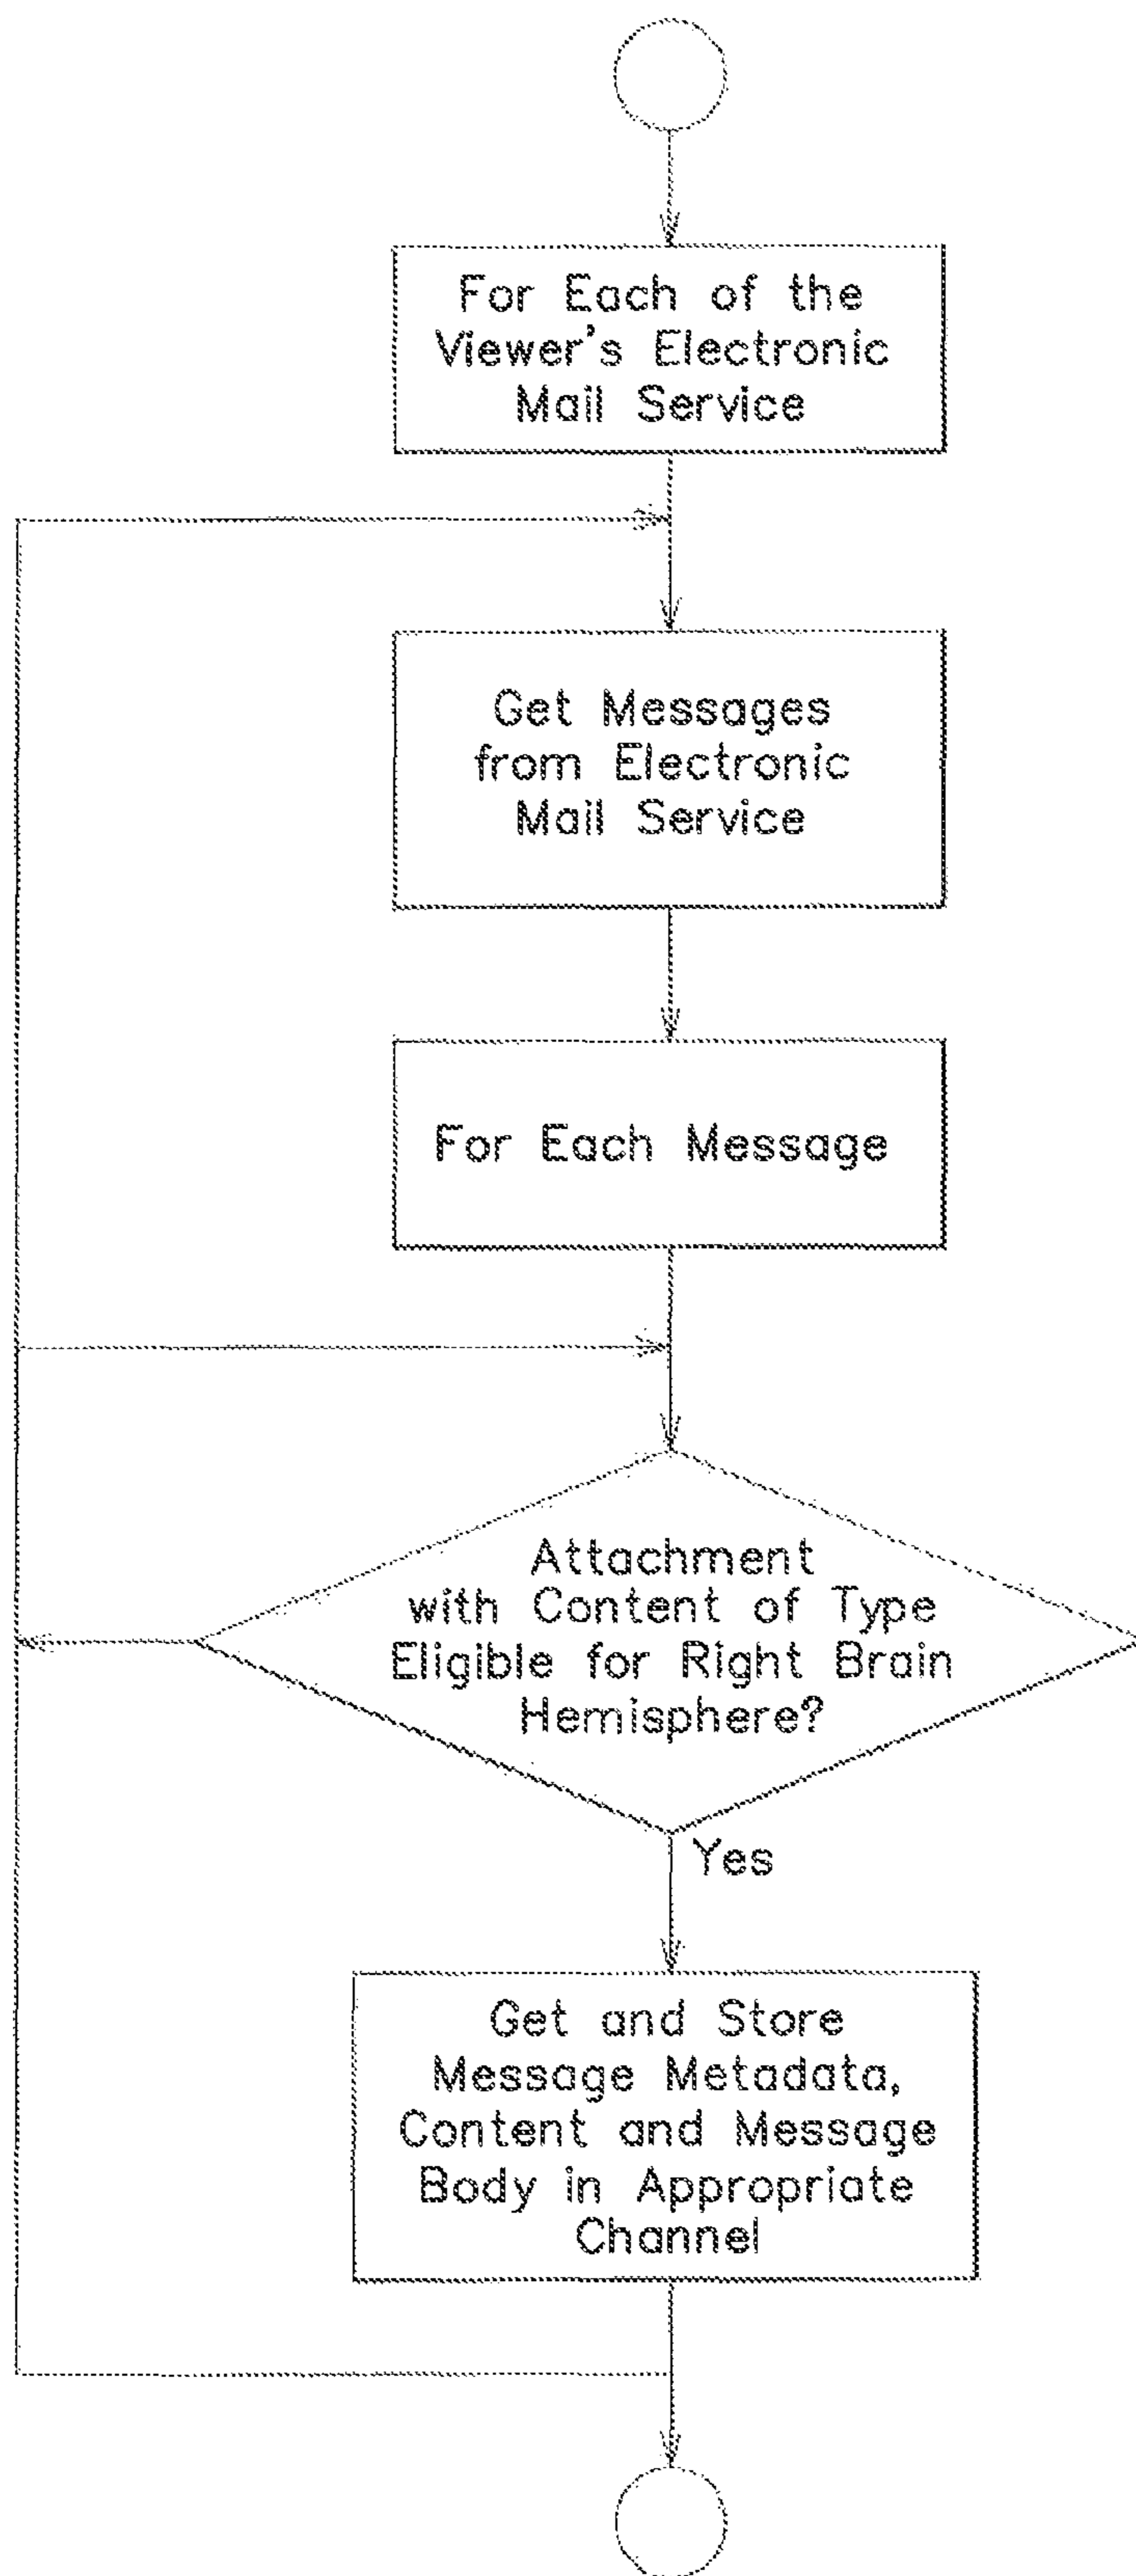 For Each of the
Viewer's Electronic
Mail Service
Get Messages
from Electronic
Mail Service
For Each Message
Attachment
with Content of Type
Eligible for Right Brain
Hemisphere?
Yes
Get and Store
Message Metadata,
Content and Message
Body in Appropriate
Channel